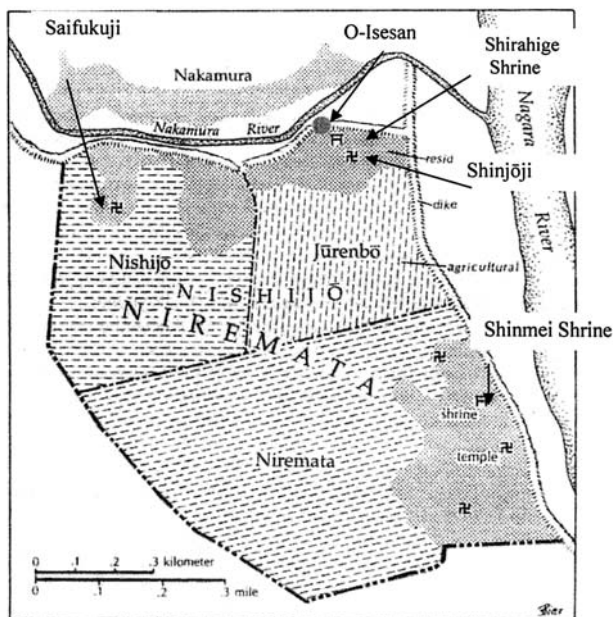 Saifukuji
O-Isesan
Shirahige
Shrine
Nakamura
Nakamura River
Nagara
River
resid
Shinjōji
dike
Nishijō
Jūrenbō
agricultural
NISHIJŌ
NIREMATA
Shinmei Shrine
shrine
temple
Niremata
0 .1 .2 .3 kilometer
0 .1 .2 .3 mile